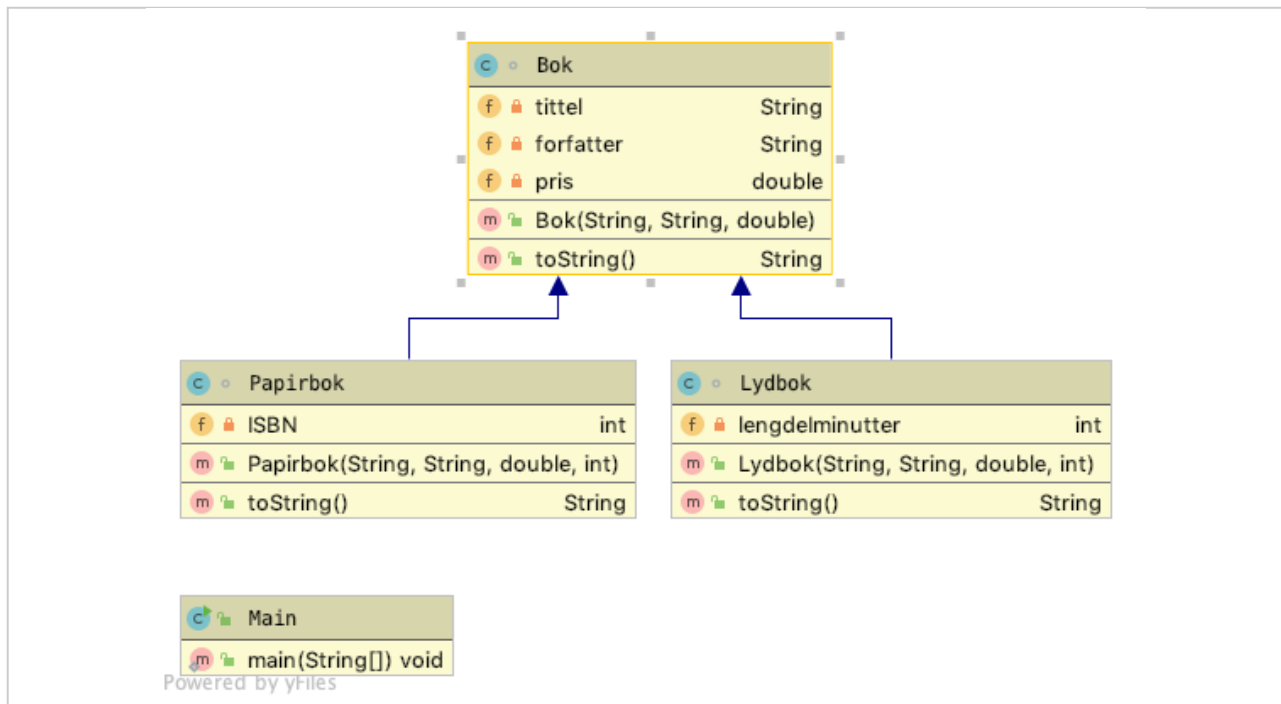 Bok
tittel String
forfatter String
pris double
Bok(String, String, double)
toString() String
Papirbok
ISBN int
Papirbok(String, String, double, int)
toString() String
Lydbok
lengdeIminutter int
Lydbok(String, String, double, int)
toString() String
Main
main(String[]) void
Powered by yFiles